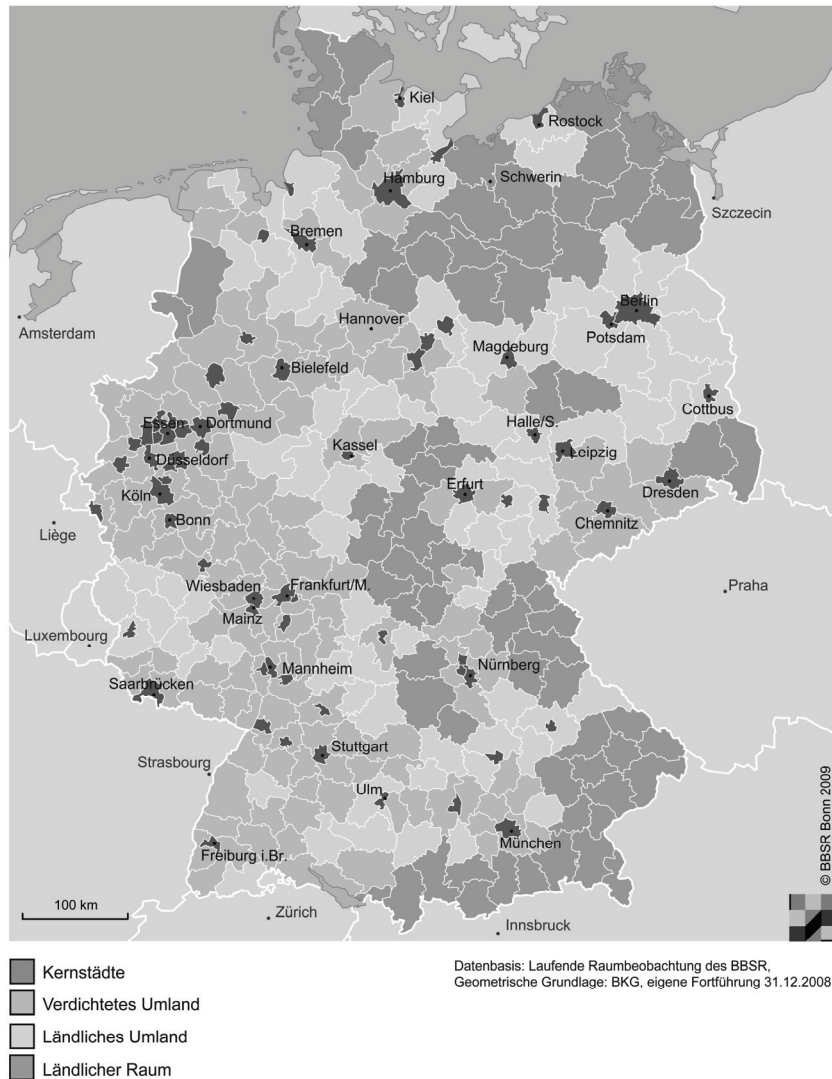 Kiel
Rostock
Hamburg
Schwerin
Szczecin
Bremen
Berlin
Amsterdam
Hannover
Potsdam
Magdeburg
Bielefeld
Cottbus
Essen
Dortmund
Halle/S.
Kassel
Leipzig
Düsseldorf
Erfurt
Dresden
Köln
Chemnitz
Bonn
Liège
Wiesbaden
Frankfurt/M.
Praha
Mainz
Luxembourg
Mannheim
Nürnberg
Saarbrücken
Stuttgart
Strasbourg
Ulm
München
Freiburg i.Br.
100 km
Zürich
Innsbruck
© BBSR Bonn 2009
Kernstädte
Verdichtetes Umland
Ländliches Umland
Ländlicher Raum
Datenbasis: Laufende Raumbeobachtung des BBSR,
Geometrische Grundlage: BKG, eigene Fortführung 31.12.2008